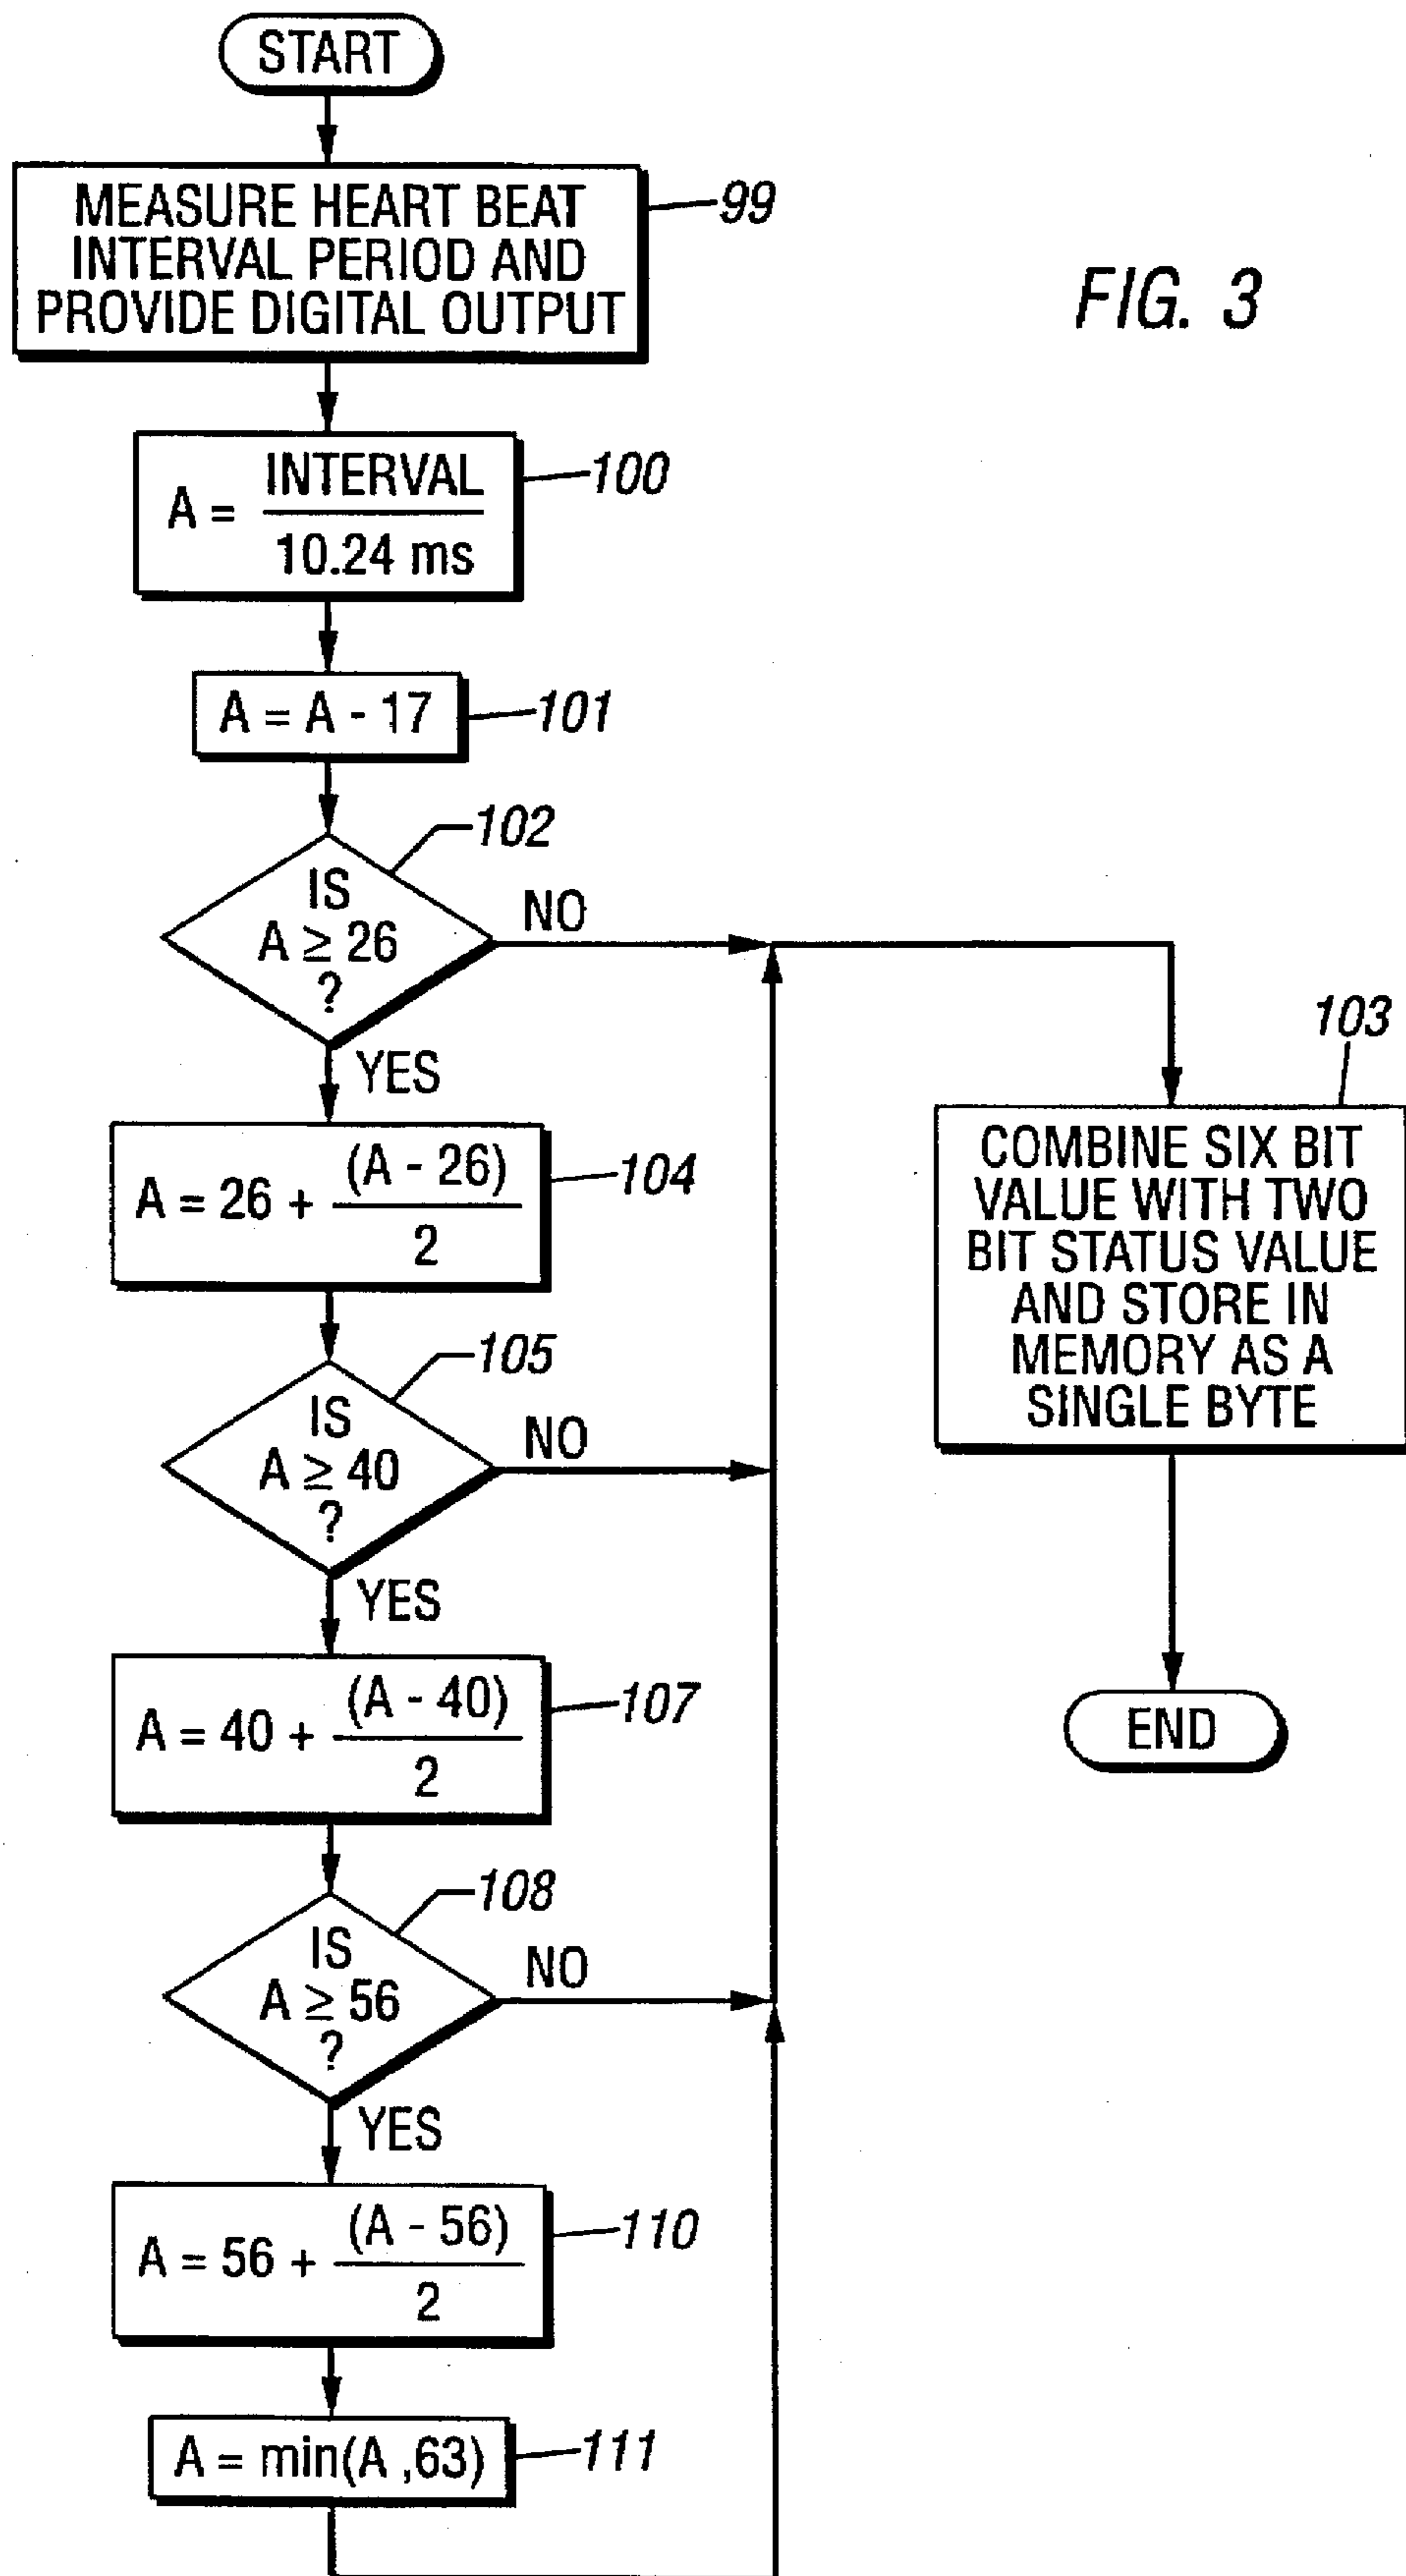 START
MEASURE HEART BEAT
INTERVAL PERIOD AND
PROVIDE DIGITAL OUTPUT
99
FIG. 3
A = INTERVAL / 10.24 ms
100
A = A - 17
101
102
IS
A ≥ 26
?
NO
YES
A = 26 + (A - 26) / 2
104
105
IS
A ≥ 40
?
NO
YES
A = 40 + (A - 40) / 2
107
108
IS
A ≥ 56
?
NO
YES
A = 56 + (A - 56) / 2
110
A = min(A ,63)
111
103
COMBINE SIX BIT
VALUE WITH TWO
BIT STATUS VALUE
AND STORE IN
MEMORY AS A
SINGLE BYTE
END